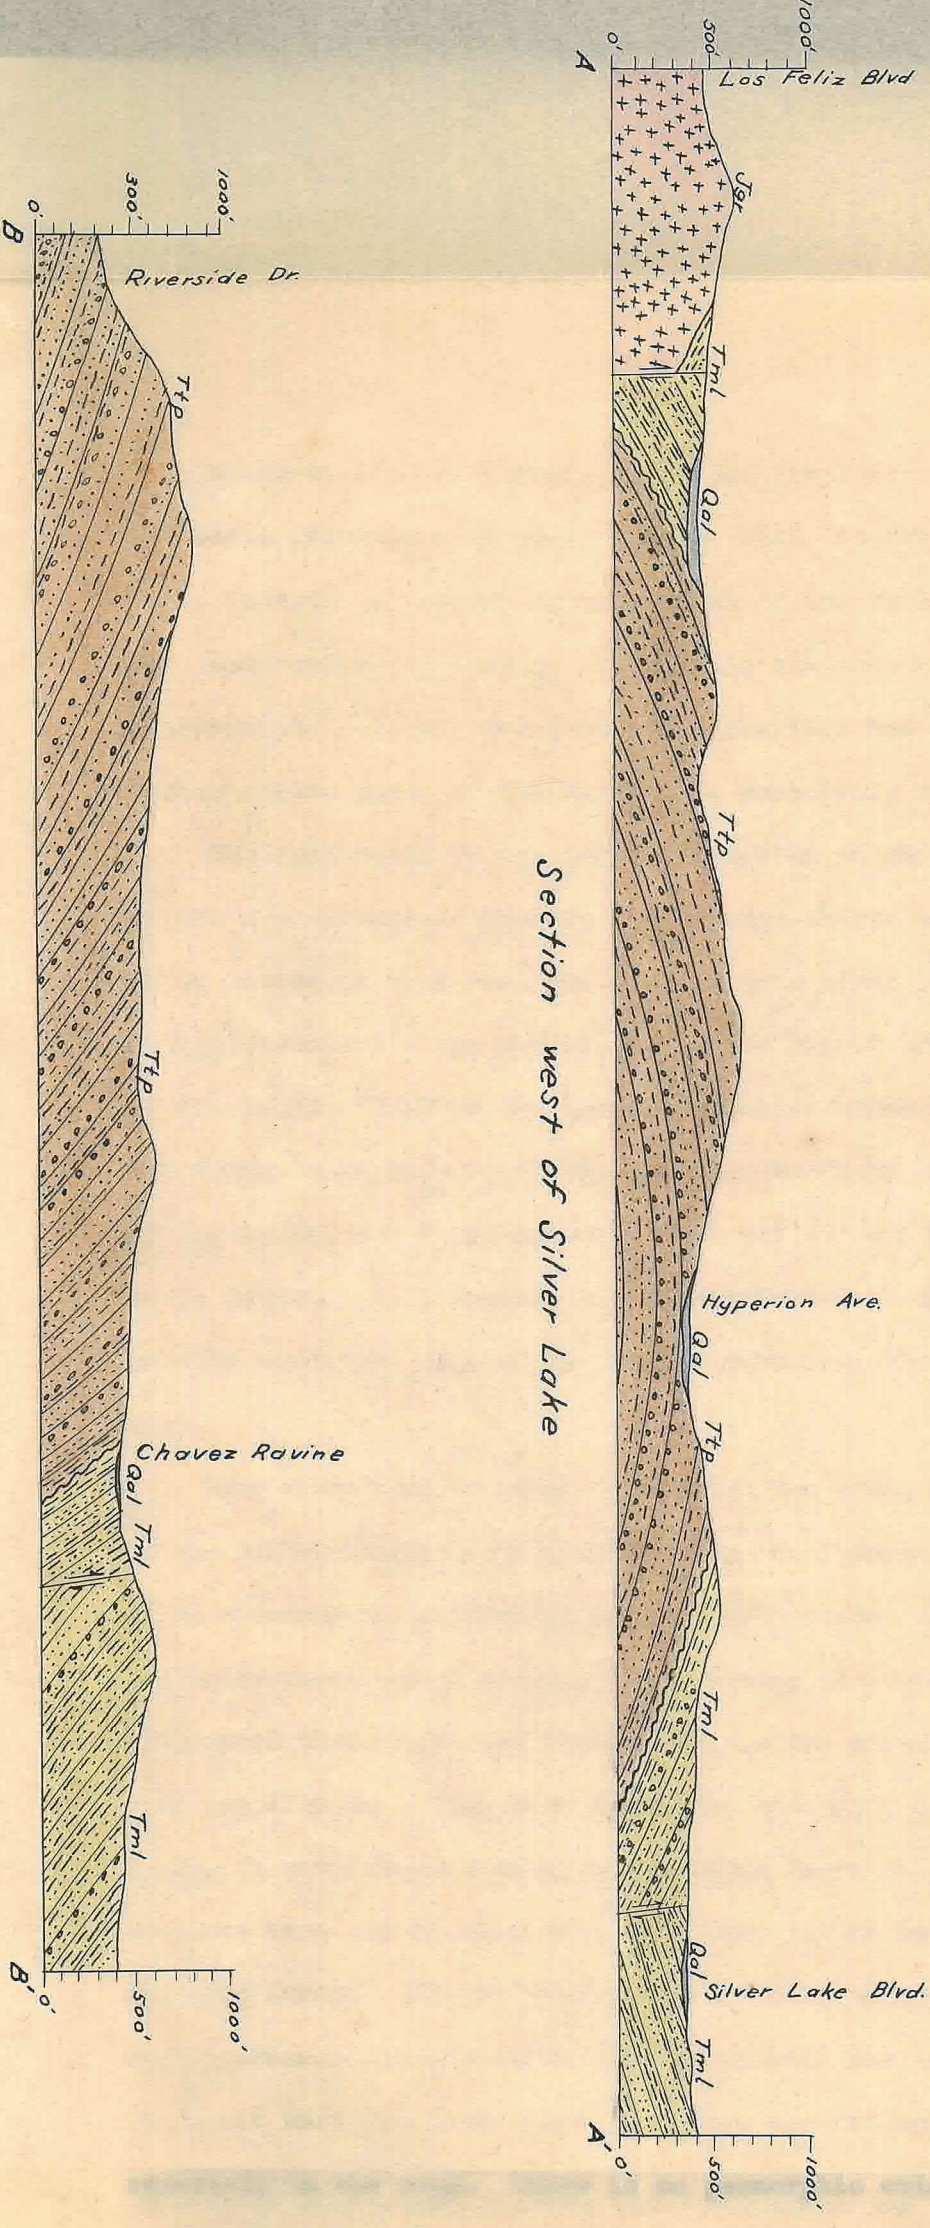 1000'
500'
0'
A
Los Feliz Blvd
Jgr
Tml
Qal
Ttp
Hyperion Ave.
Qal
Ttp
Tml
Qal
Silver Lake Blvd.
Tml
A'
0'
500'
1000'
Section west of Silver Lake
1000'
300'
0'
B
Riverside Dr.
Ttp
Ttp
Chavez Ravine
Qal
Tml
Tml
B'
0'
500'
1000'